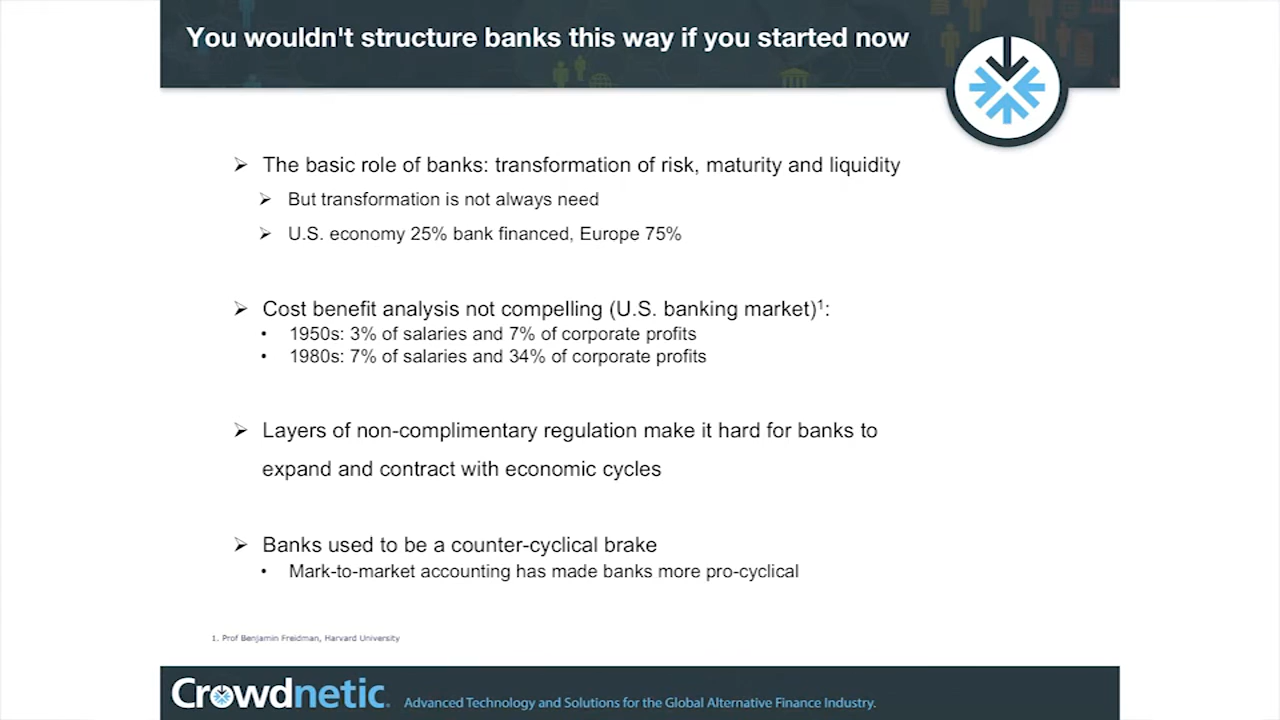 You wouldn't structure banks this way if you started now
➢ The basic role of banks: transformation of risk, maturity and liquidity
➢ But transformation is not always need
➢ U.S. economy 25% bank financed, Europe 75%
➢ Cost benefit analysis not compelling (U.S. banking market)¹:
• 1950s: 3% of salaries and 7% of corporate profits
• 1980s: 7% of salaries and 34% of corporate profits
➢ Layers of non-complimentary regulation make it hard for banks to
expand and contract with economic cycles
➢ Banks used to be a counter-cyclical brake
• Mark-to-market accounting has made banks more pro-cyclical
1. Prof Benjamin Freidman, Harvard University
Crowdnetic. Advanced Technology and Solutions for the Global Alternative Finance Industry.